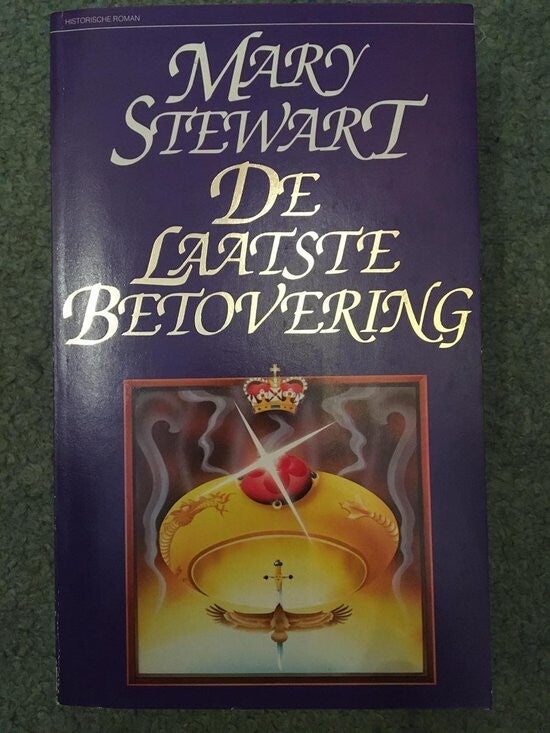 HISTORISCHE ROMAN
MARY
STEWART
DE
LAATSTE
BETOVERING